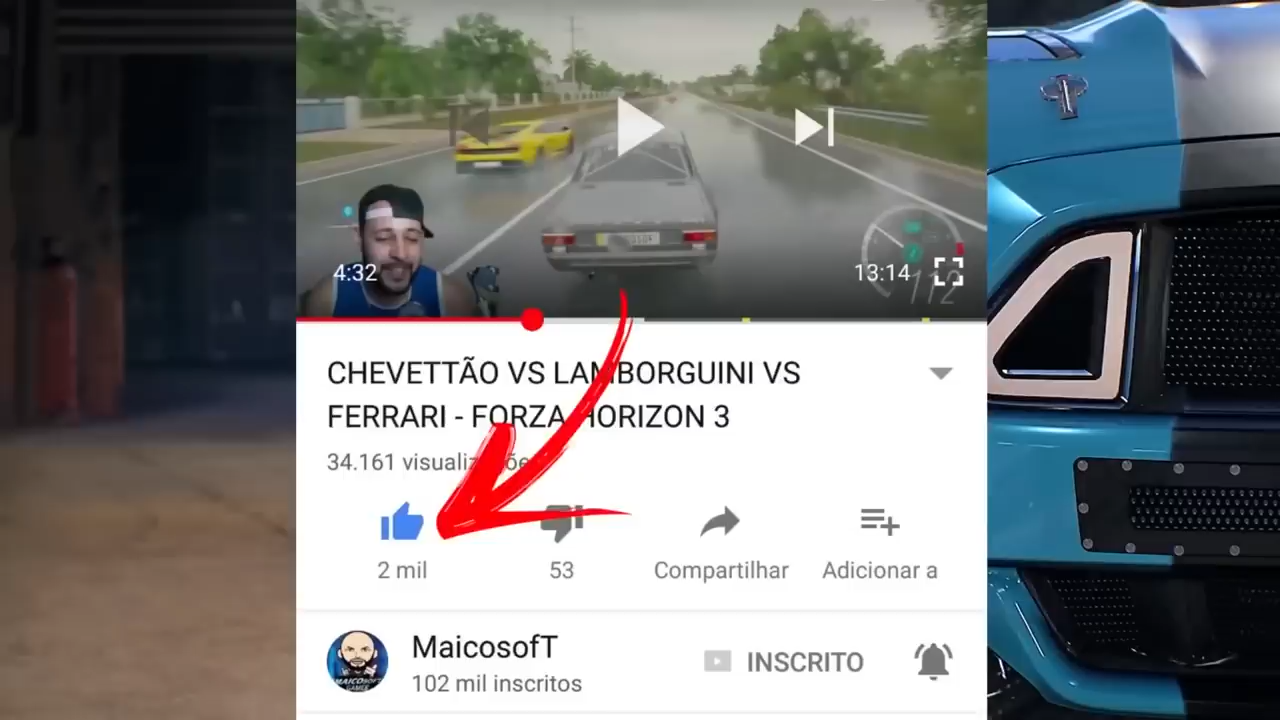 4:32
13:14
112
CHEVETTÃO VS LAMBORGUINI VS
FERRARI - FORZA HORIZON 3
34.161 visualizações
2 mil
53
Compartilhar
Adicionar a
MaicosofT
102 mil inscritos
INSCRITO